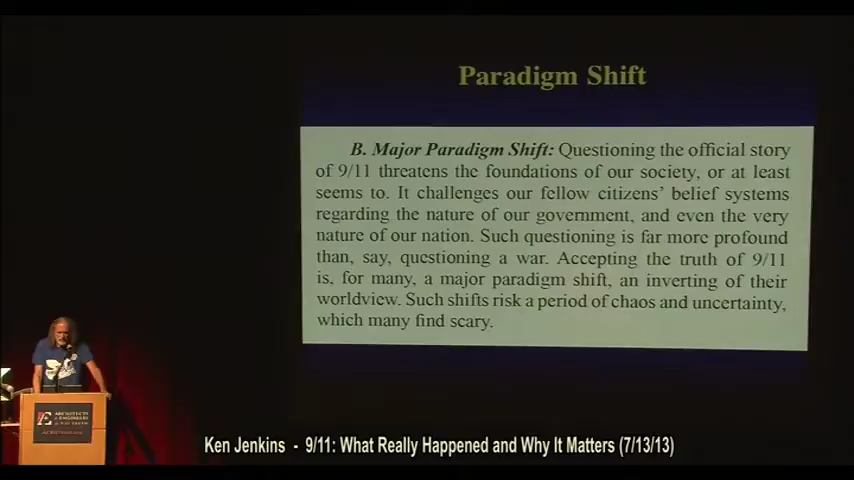 Paradigm Shift
B. Major Paradigm Shift: Questioning the official story
of 9/11 threatens the foundations of our society, or at least
seems to. It challenges our fellow citizens' belief systems
regarding the nature of our government, and even the very
nature of our nation. Such questioning is far more profound
than, say, questioning a war. Accepting the truth of 9/11
is, for many, a major paradigm shift, an inverting of their
worldview. Such shifts risk a period of chaos and uncertainty,
which many find scary.
ARCHITECTS
ENGINEERS
Ken Jenkins - 9/11: What Really Happened and Why It Matters (7/13/13)